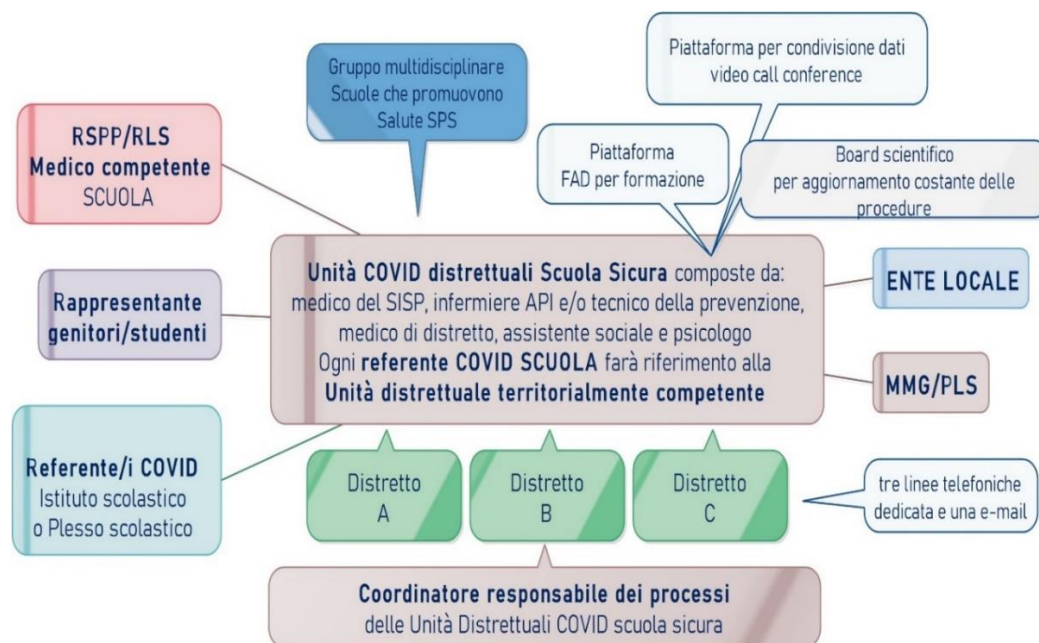 Gruppo multidisciplinare
Scuole che promuovono
Salute SPS
Piattaforma per condivisione dati
video call conference
Piattaforma
FAD per formazione
Board scientifico
per aggiornamento costante delle
procedure
RSPP/RLS
Medico competente
SCUOLA
Rappresentante
genitori/studenti
Referente/i COVID
Istituto scolastico
o Plesso scolastico
Unità COVID distrettuali Scuola Sicura composte da:
medico del SISP, infermiere API e/o tecnico della prevenzione,
medico di distretto, assistente sociale e psicologo
Ogni referente COVID SCUOLA farà riferimento alla
Unità distrettuale territorialmente competente
ENTE LOCALE
MMG/PLS
Distretto
A
Distretto
B
Distretto
C
tre linee telefoniche
dedicata e una e-mail
Coordinatore responsabile dei processi
delle Unità Distrettuali COVID scuola sicura